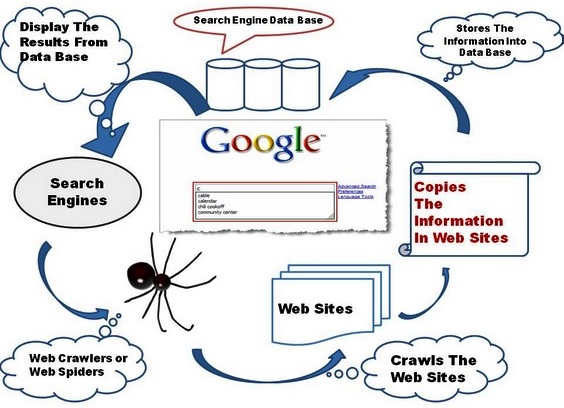 Display The
Results From
Data Base
Search Engine Data Base
Stores The
Information Into
Data Base
Google™
c
cable
calendar
chili cookoff
community center
Advanced Search
Preferences
Language Tools
Search
Engines
Copies
The
Information
In Web Sites
Web Sites
Web Crawlers or
Web Spiders
Crawls The
Web Sites